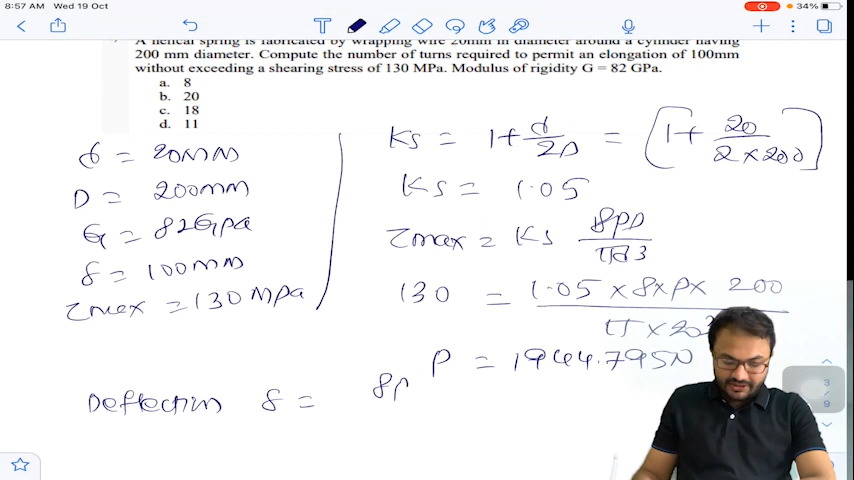 8:57 AM Wed 19 Oct
34%
A helical spring is fabricated by wrapping wire 20mm in diameter around a cylinder having
200 mm diameter. Compute the number of turns required to permit an elongation of 100mm
without exceeding a shearing stress of 130 MPa. Modulus of rigidity G = 82 GPa.
a. 8
b. 20
c. 18
d. 11
d = 20mm
D = 200mm
G = 82Gpa
δ = 100mm
τmax = 130 MPa
Ks = 1+ d/2D = [1+ 20/2×200]
Ks = 1.05
τmax = Ks 8PD/πd3
130 = 1.05 × 8×P× 200/π×20
P = 1944.795N
Deflection δ = 8P
3
9